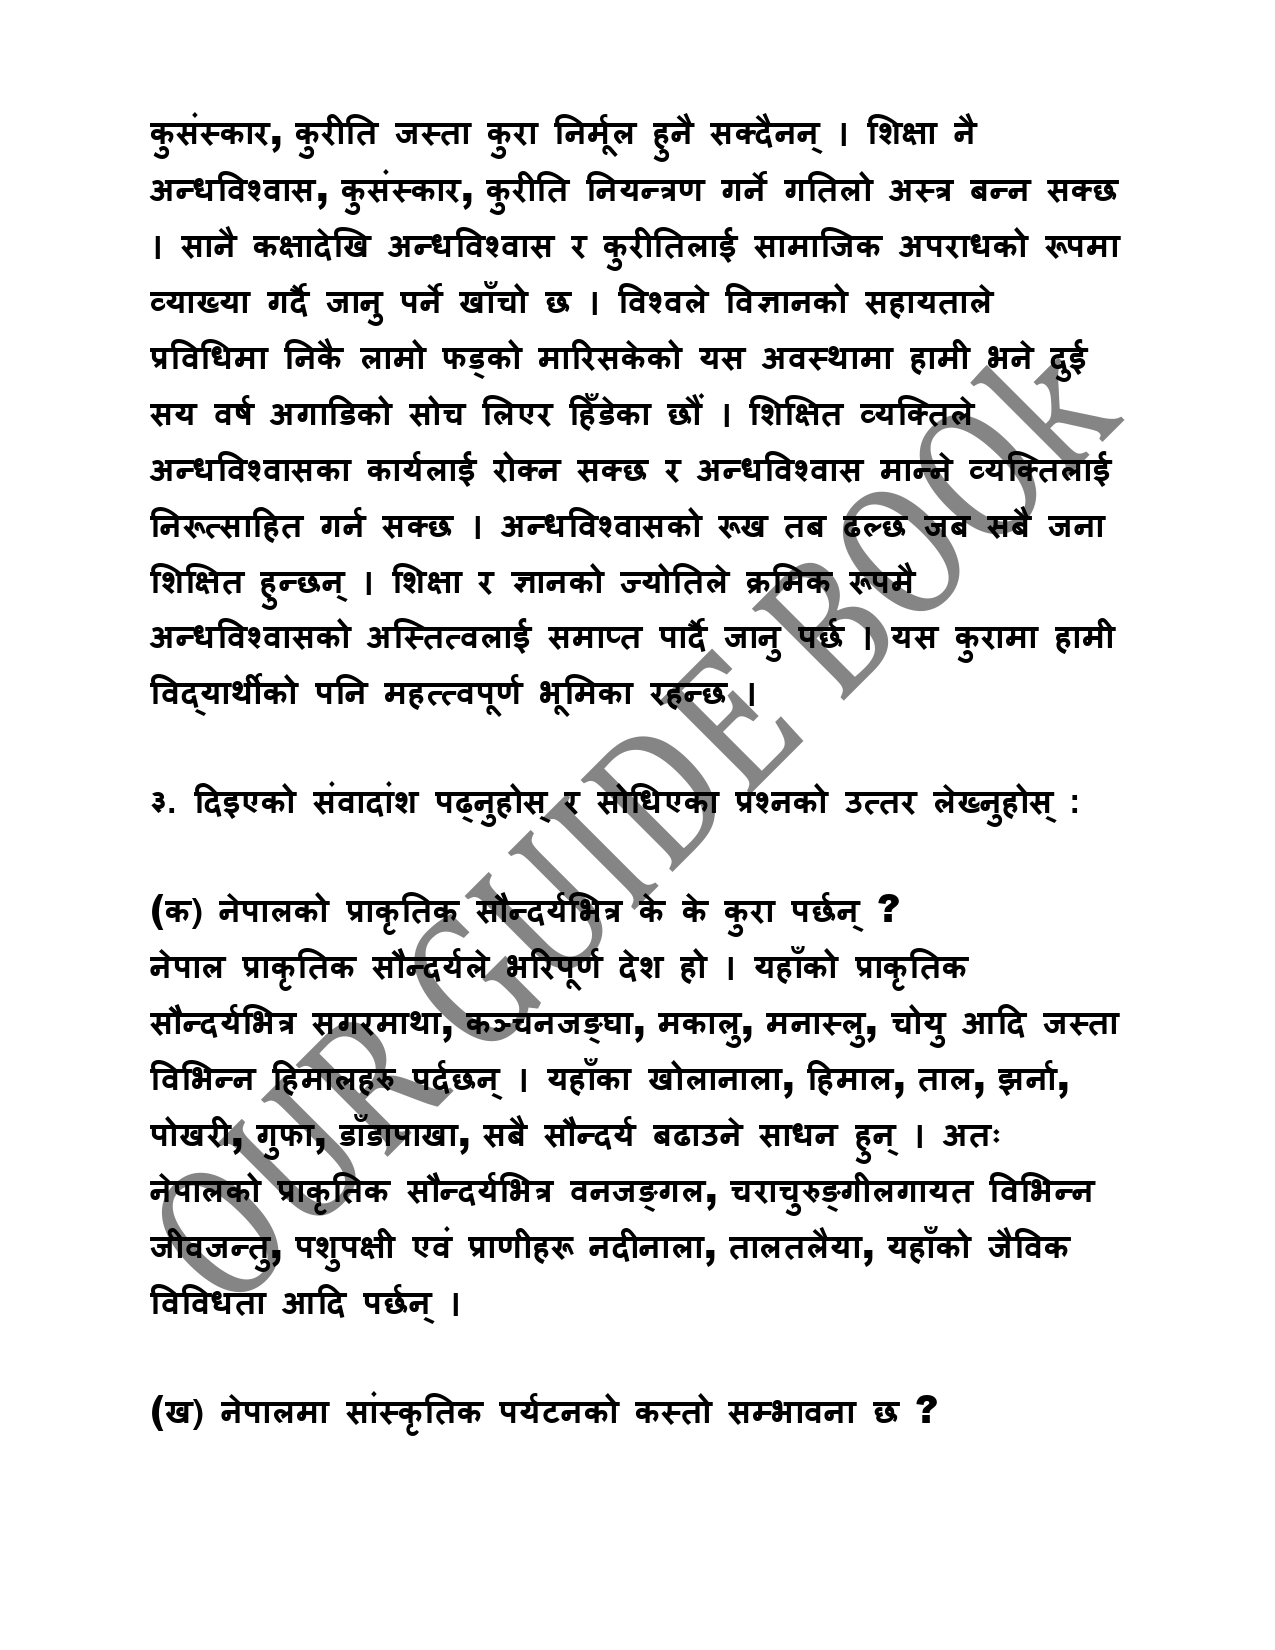 कुसंस्कार, कुरीति जस्ता कुरा निर्मूल हुनै सक्दैनन् । शिक्षा नै
अन्धविश्वास, कुसंस्कार, कुरीति नियन्त्रण गर्ने गतिलो अस्त्र बन्न सक्छ
। सानै कक्षादेखि अन्धविश्वास र कुरीतिलाई सामाजिक अपराधको रूपमा
व्याख्या गर्दै जानु पर्ने खाँचो छ । विश्वले विज्ञानको सहायताले
प्रविधिमा निकै लामो फड्को मारिसकेको यस अवस्थामा हामी भने दुई
सय वर्ष अगाडिको सोच लिएर हिँडेका छौं । शिक्षित व्यक्तिले
अन्धविश्वासका कार्यलाई रोक्न सक्छ र अन्धविश्वास मान्ने व्यक्तिलाई
निरूत्साहित गर्न सक्छ । अन्धविश्वासको रूख तब ढल्छ जब सबै जना
शिक्षित हुन्छन् । शिक्षा र ज्ञानको ज्योतिले क्रमिक रूपमै
अन्धविश्वासको अस्तित्वलाई समाप्त पार्दै जानु पर्छ । यस कुरामा हामी
विद्यार्थीको पनि महत्त्वपूर्ण भूमिका रहन्छ ।
३. दिइएको संवादांश पढ्नुहोस् र सोधिएका प्रश्नको उत्तर लेख्नुहोस् :
(क) नेपालको प्राकृतिक सौन्दर्यभित्र के के कुरा पर्छन् ?
नेपाल प्राकृतिक सौन्दर्यले भरिपूर्ण देश हो । यहाँको प्राकृतिक
सौन्दर्यभित्र सगरमाथा, कञ्चनजङ्घा, मकालु, मनास्लु, चोयु आदि जस्ता
विभिन्न हिमालहरु पर्दछन् । यहाँका खोलानाला, हिमाल, ताल, झर्ना,
पोखरी, गुफा, डाँडापाखा, सबै सौन्दर्य बढाउने साधन हुन् । अतः
नेपालको प्राकृतिक सौन्दर्यभित्र वनजङ्गल, चराचुरुङ्गीलगायत विभिन्न
जीवजन्तु, पशुपक्षी एवं प्राणीहरू नदीनाला, तालतलैया, यहाँको जैविक
विविधता आदि पर्छन् ।
(ख) नेपालमा सांस्कृतिक पर्यटनको कस्तो सम्भावना छ ?
OUR GUIDE BOOK